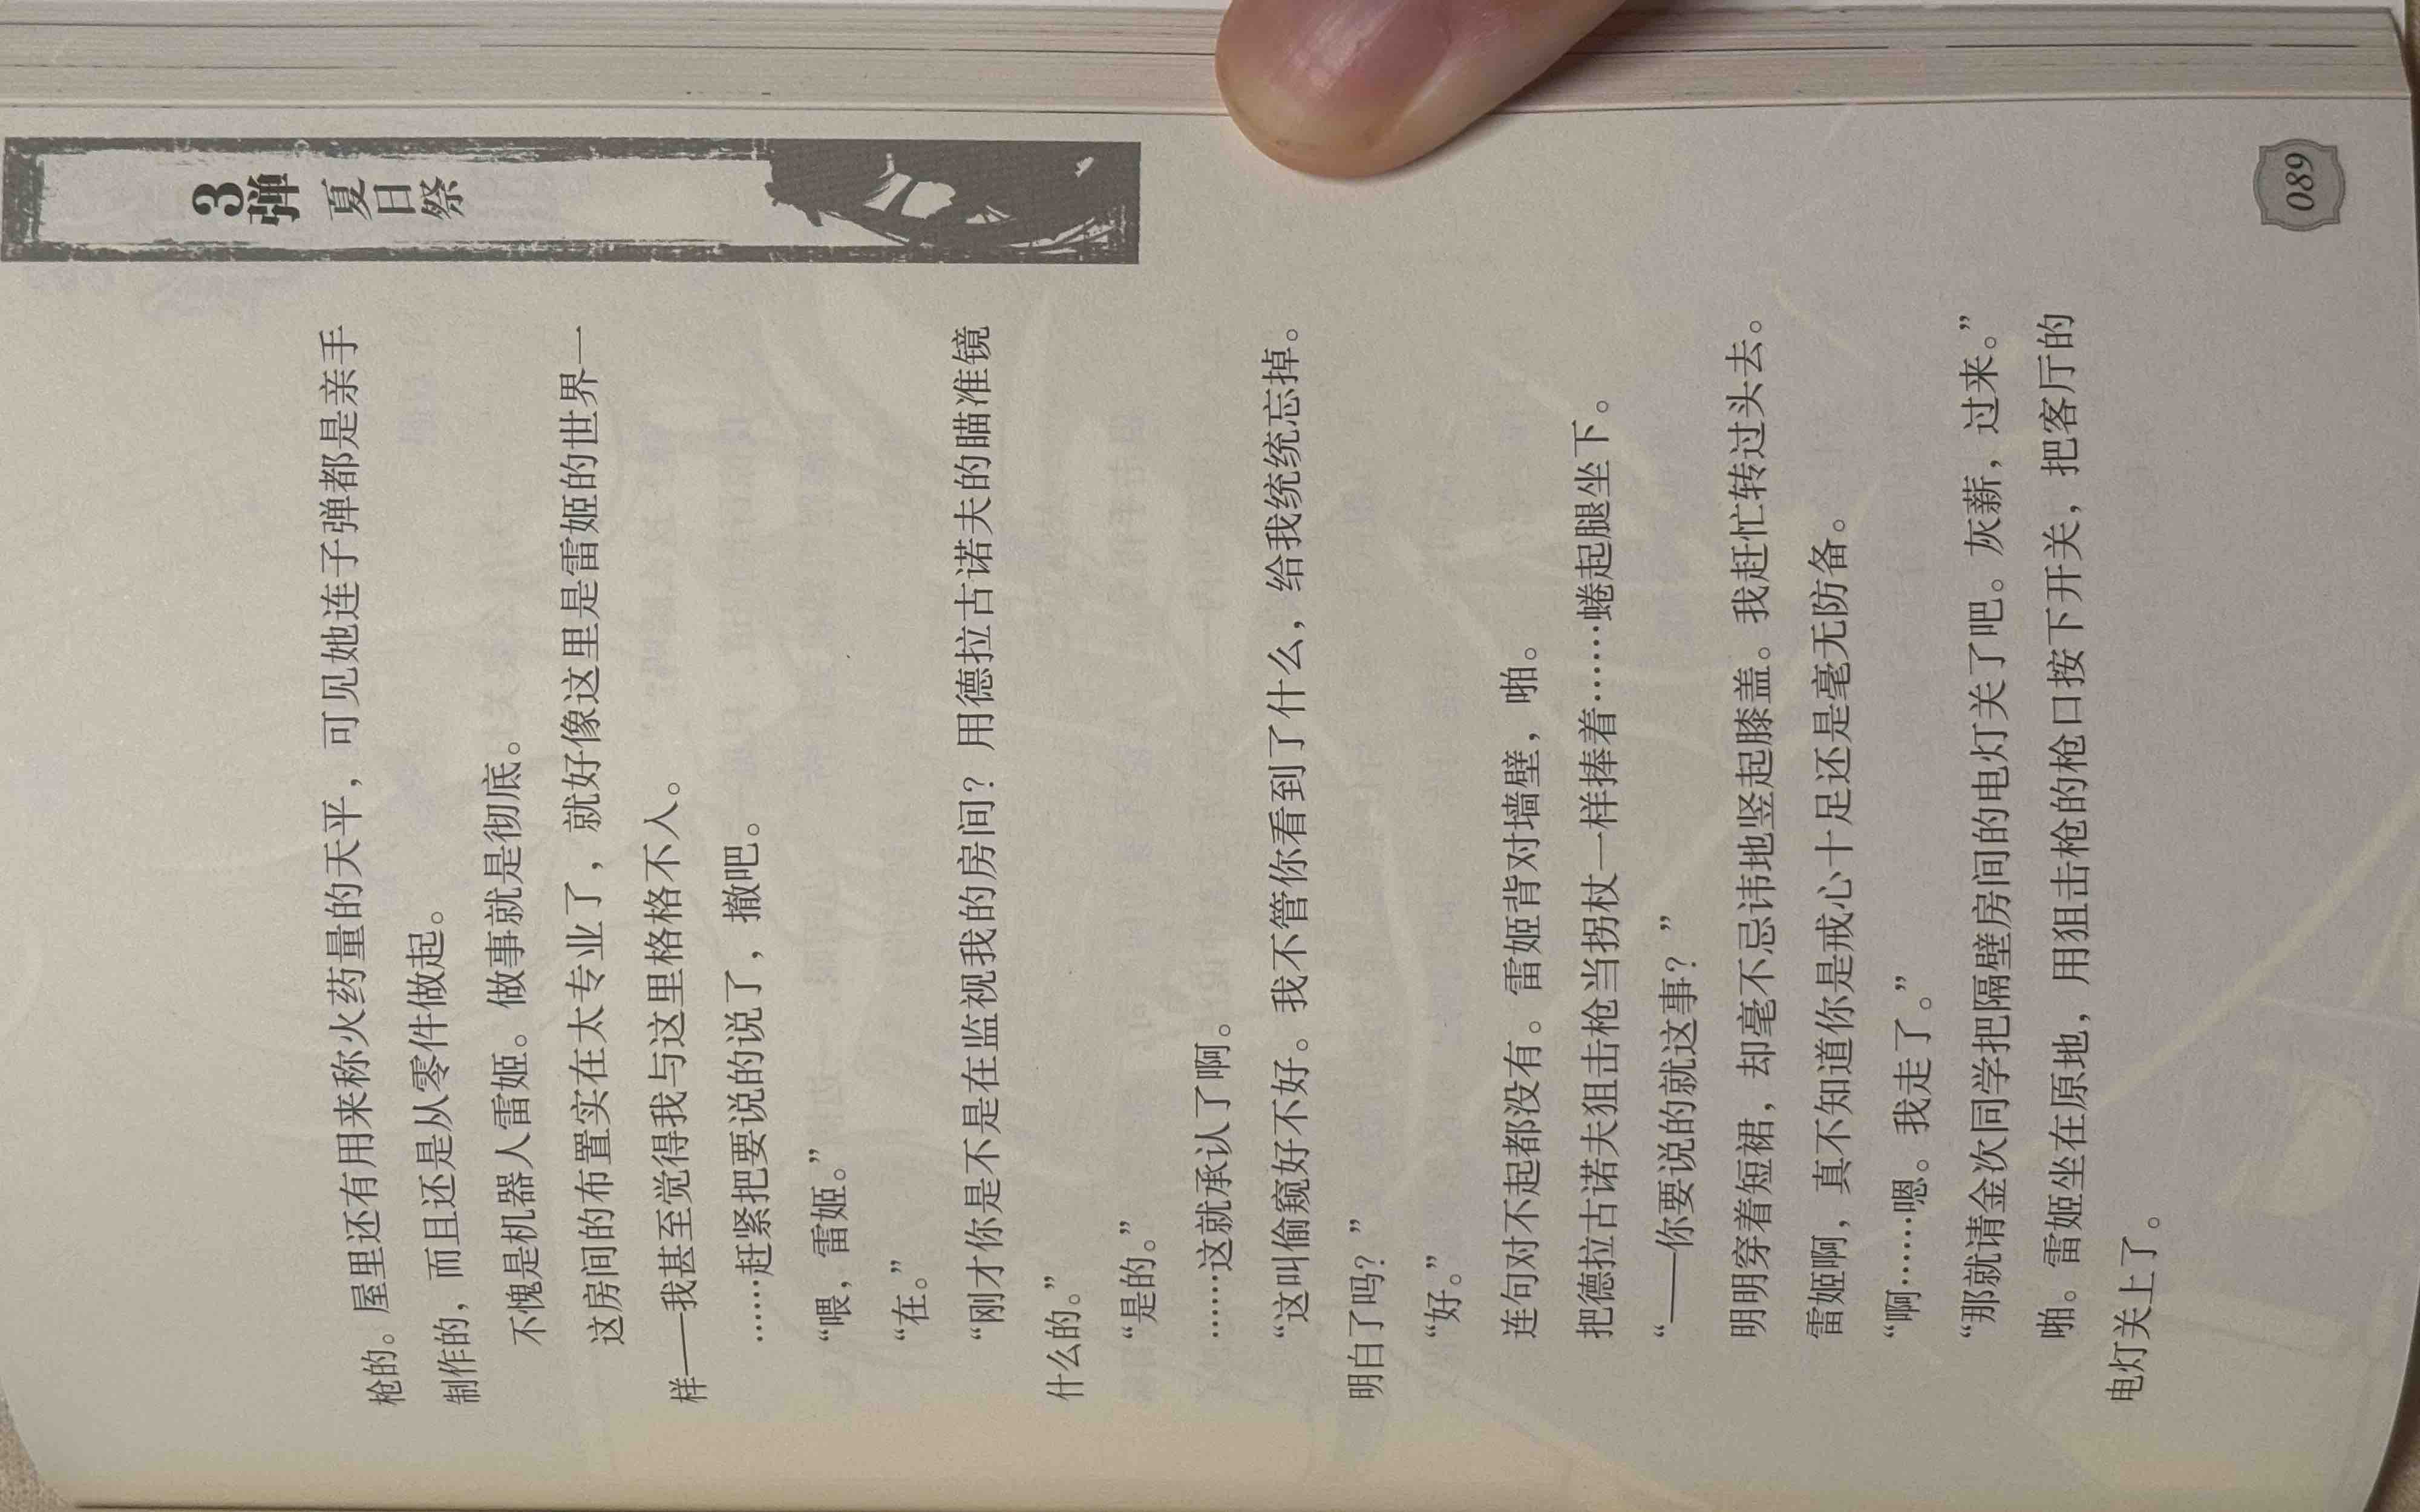 3弹 夏日祭
枪的。屋里还有用来称火药量的天平，可见她连子弹都是亲手
制作的，而且还是从零件做起。
不愧是机器人雷姬。做事就是彻底。
这房间的布置实在太专业了，就好像这里是雷姬的世界一
样——我甚至觉得我与这里格格不入。
……赶紧把要说的说了，撤吧。
“喂，雷姬。”
“在。”
“刚才你是不是在监视我的房间？用德拉古诺夫的瞄准镜
什么的。”
“是的。”
……这就承认了啊。
“这叫偷窥好不好。我不管你看到了什么，给我统统忘掉。
明白了吗？”
“好。”
连句对不起都没有。雷姬背对墙壁，啪。
把德拉古诺夫狙击枪当拐杖一样捧着……蜷起腿坐下。
“——你要说的就这事？”
明明穿着短裙，却毫不忌讳地竖起膝盖。我赶忙转过头去。
雷姬啊，真不知道你是戒心十足还是毫无防备。
“啊……嗯。我走了。”
“那就请金次同学把隔壁房间的电灯关了吧。灰薪，过来。”
啪。雷姬坐在原地，用狙击枪的枪口按下开关，把客厅的
电灯关上了。
089